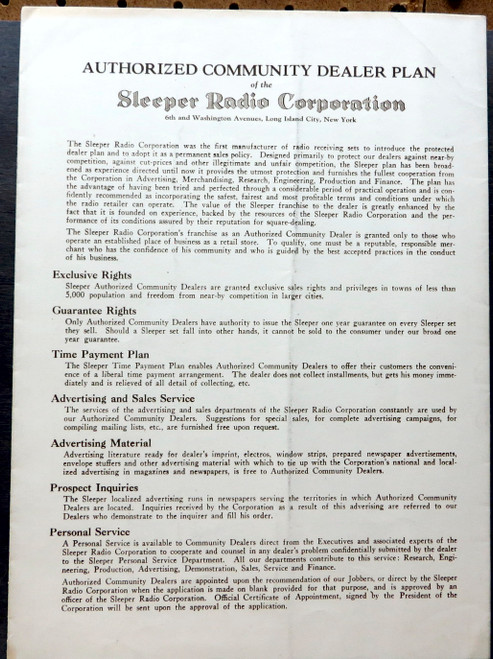 AUTHORIZED COMMUNITY DEALER PLAN
of the
Sleeper Radio Corporation
6th and Washington Avenues, Long Island City, New York
The Sleeper Radio Corporation was the first manufacturer of radio receiving sets to introduce the protected
dealer plan and to adopt it as a permanent sales policy. Designed primarily to protect our dealers against near-by
competition, against cut-prices and other illegitimate and unfair competition, the Sleeper plan has been broad-
ened as experience directed until now it provides the utmost protection and furnishes the fullest cooperation from
the Corporation in Advertising, Merchandising, Research, Engineering, Production and Finance. The plan has
the advantage of having been tried and perfected through a considerable period of practical operation and is con-
fidently recommended as incorporating the safest, fairest and most profitable terms and conditions under which
the radio retailer can operate. The value of the Sleeper franchise to the dealer is greatly enhanced by the
fact that it is founded on experience, backed by the resources of the Sleeper Radio Corporation and the per-
formance of its conditions assured by their reputation for square-dealing.
The Sleeper Radio Corporation's franchise as an Authorized Community Dealer is granted only to those who
operate an established place of business as a retail store. To qualify, one must be a reputable, responsible mer-
chant who has the confidence of his community and who is guided by the best accepted practices in the conduct
of his business.
Exclusive Rights
Sleeper Authorized Community Dealers are granted exclusive sales rights and privileges in towns of less than
5,000 population and freedom from near-by competition in larger cities.
Guarantee Rights
Only Authorized Community Dealers have authority to issue the Sleeper one year guarantee on every Sleeper set
they sell. Should a Sleeper set fall into other hands, it cannot be sold to the consumer under our broad one
year guarantee.
Time Payment Plan
The Sleeper Time Payment Plan enables Authorized Community Dealers to offer their customers the conveni-
ence of a liberal time payment arrangement. The dealer does not collect installments, but gets his money imme-
diately and is relieved of all detail of collecting, etc.
Advertising and Sales Service
The services of the advertising and sales departments of the Sleeper Radio Corporation constantly are used by
our Authorized Community Dealers. Suggestions for special sales, for complete advertising campaigns, for
compiling mailing lists, etc., are furnished free upon request.
Advertising Material
Advertising literature ready for dealer's imprint, electros, window strips, prepared newspaper advertisements,
envelope stuffers and other advertising material with which to tie up with the Corporation's national and local-
ized advertising in magazines and newspapers, is free to Authorized Community Dealers.
Prospect Inquiries
The Sleeper localized advertising runs in newspapers serving the territories in which Authorized Community
Dealers are located. Inquiries received by the Corporation as a result of this advertising are referred to our
Dealers who demonstrate to the inquirer and fill his order.
Personal Service
A Personal Service is available to Community Dealers direct from the Executives and associated experts of the
Sleeper Radio Corporation to cooperate and counsel in any dealer's problem confidentially submitted by the dealer
to the Sleeper Personal Service Department. All our departments contribute to this service: Research, Engi-
neering, Production, Advertising, Demonstration, Sales, Service and Finance.
Authorized Community Dealers are appointed upon the recommendation of our Jobbers, or direct by the Sleeper
Radio Corporation when the application is made on blank provided for that purpose, and is approved by an
officer of the Sleeper Radio Corporation. Official Certificate of Appointment, signed by the President of the
Corporation will be sent upon the approval of the application.